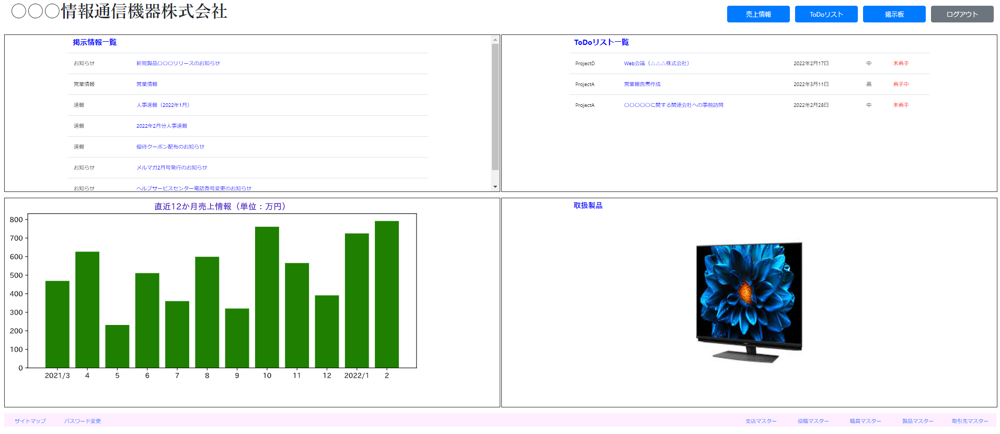 〇〇〇情報通信機器株式会社
売上情報 ToDoリスト 掲示板 ログアウト
掲示情報一覧
お知らせ 新規製品〇〇〇リリースのお知らせ
営業情報 営業情報
速報 人事速報（2022年1月）
速報 2022年2月分人事速報
速報 優待クーポン配布のお知らせ
お知らせ メルマガ2月号発行のお知らせ
お知らせ ヘルプサービスセンター電話番号変更のお知らせ
ToDoリスト一覧
ProjectD Web会議（△△△株式会社） 2022年2月17日 中 未着手
ProjectA 営業報告書作成 2022年3月11日 高 着手中
ProjectA 〇〇〇〇〇に関する関連会社への事前訪問 2022年2月28日 中 未着手
直近12か月売上情報（単位：万円）
800
700
600
500
400
300
200
100
0
2021/3 4 5 6 7 8 9 10 11 12 2022/1 2
取扱製品
サイトマップ パスワード変更 支店マスター 役職マスター 職員マスター 製品マスター 取引先マスター